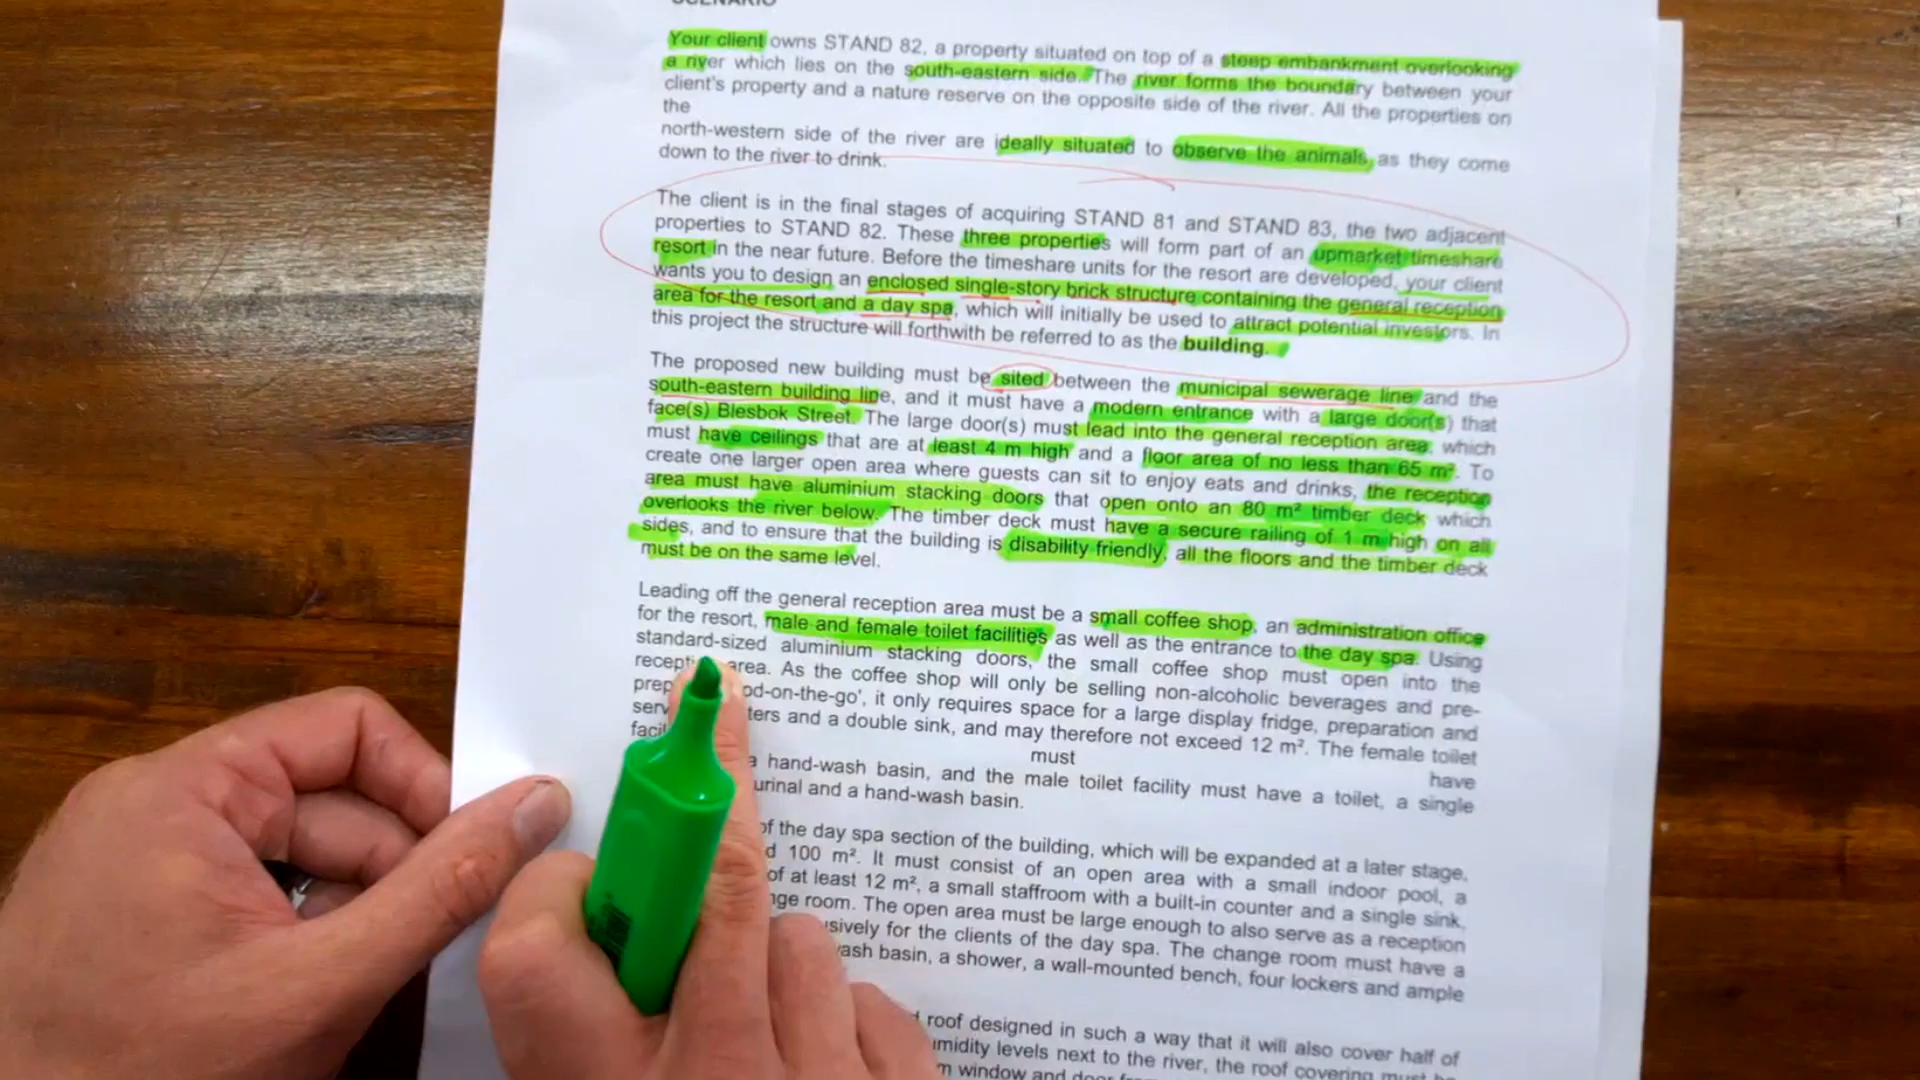 SCENARIO
Your client owns STAND 82, a property situated on top of a steep embankment overlooking
a river which lies on the south-eastern side. The river forms the boundary between your
client's property and a nature reserve on the opposite side of the river. All the properties on
the
north-western side of the river are ideally situated to observe the animals, as they come
down to the river to drink.
The client is in the final stages of acquiring STAND 81 and STAND 83, the two adjacent
properties to STAND 82. These three properties will form part of an upmarket timeshare
resort in the near future. Before the timeshare units for the resort are developed, your client
wants you to design an enclosed single-story brick structure containing the general reception
area for the resort and a day spa, which will initially be used to attract potential investors. In
this project the structure will forthwith be referred to as the building.
The proposed new building must be sited between the municipal sewerage line and the
south-eastern building line, and it must have a modern entrance with a large door(s) that
face(s) Blesbok Street. The large door(s) must lead into the general reception area, which
must have ceilings that are at least 4 m high and a floor area of no less than 65 m². To
create one larger open area where guests can sit to enjoy eats and drinks, the reception
area must have aluminium stacking doors that open onto an 80 m² timber deck which
overlooks the river below. The timber deck must have a secure railing of 1 m high on all
sides, and to ensure that the building is disability friendly, all the floors and the timber deck
must be on the same level.
Leading off the general reception area must be a small coffee shop, an administration office
for the resort, male and female toilet facilities as well as the entrance to the day spa. Using
standard-sized aluminium stacking doors, the small coffee shop must open into the
area. As the coffee shop will only be selling non-alcoholic beverages and pre-
od-on-the-go', it only requires space for a large display fridge, preparation and
ters and a double sink, and may therefore not exceed 12 m². The female toilet
must have
a hand-wash basin, and the male toilet facility must have a toilet, a single
urinal and a hand-wash basin.
of the day spa section of the building, which will be expanded at a later stage,
100 m². It must consist of an open area with a small indoor pool, a
of at least 12 m², a small staffroom with a built-in counter and a single sink,
nge room. The open area must be large enough to also serve as a reception
sively for the clients of the day spa. The change room must have a
ash basin, a shower, a wall-mounted bench, four lockers and ample
roof designed in such a way that it will also cover half of
midity levels next to the river, the roof covering must be
window and door